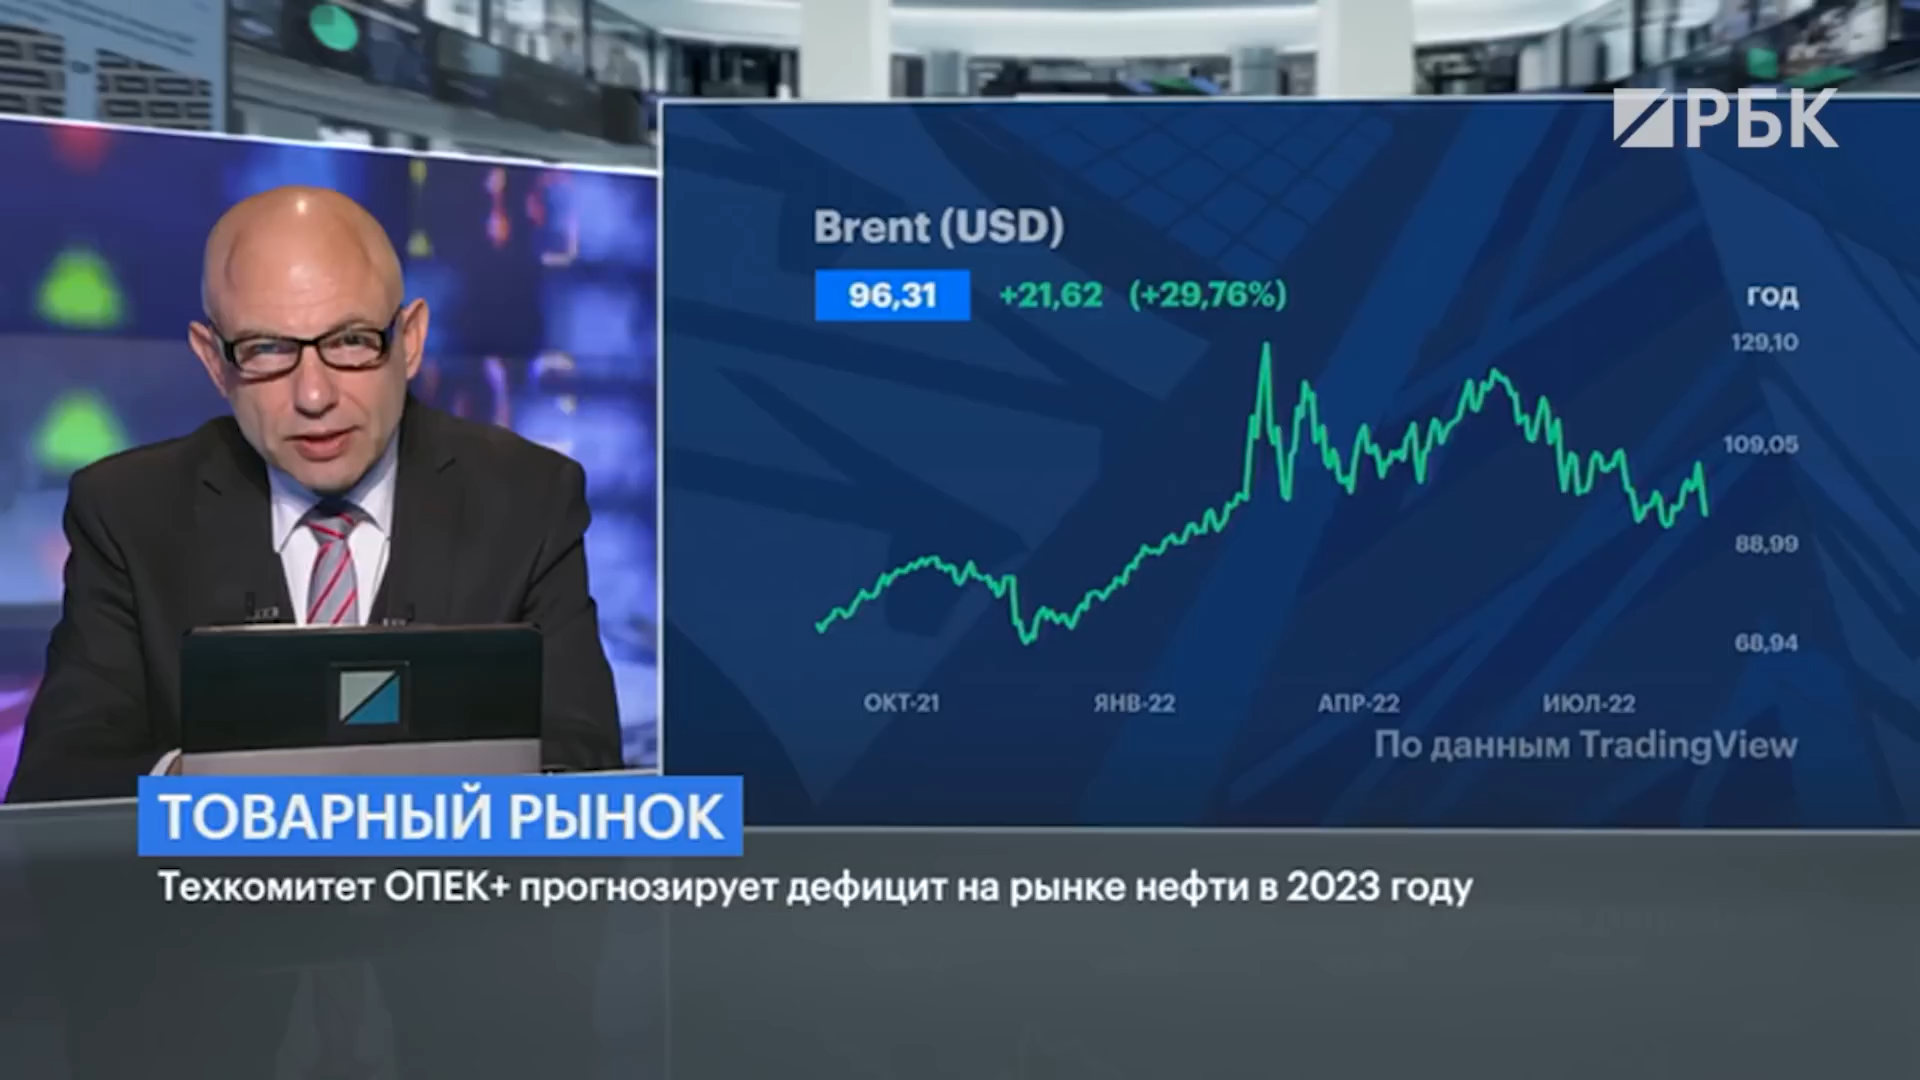 РБК
Brent (USD)
96,31 +21,62 (+29,76%)
год
129,10
109,05
88,99
68,94
ОКТ-21 ЯНВ-22 АПР-22 ИЮЛ-22
По данным TradingView
ТОВАРНЫЙ РЫНОК
Техкомитет ОПЕК+ прогнозирует дефицит на рынке нефти в 2023 году